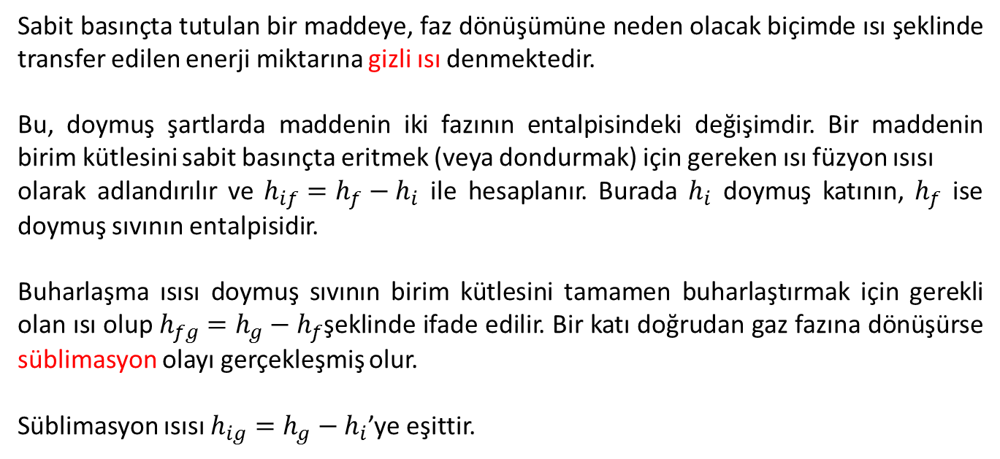 Sabit basınçta tutulan bir maddeye, faz dönüşümüne neden olacak biçimde ısı şeklinde
transfer edilen enerji miktarına gizli ısı denmektedir.
Bu, doymuş şartlarda maddenin iki fazının entalpisindeki değişimdir. Bir maddenin
birim kütlesini sabit basınçta eritmek (veya dondurmak) için gereken ısı füzyon ısısı
olarak adlandırılır ve h_{if} = h_f − h_i ile hesaplanır. Burada h_i doymuş katının, h_f ise
doymuş sıvının entalpisidir.
Buharlaşma ısısı doymuş sıvının birim kütlesini tamamen buharlaştırmak için gerekli
olan ısı olup h_{fg} = h_g − h_f şeklinde ifade edilir. Bir katı doğrudan gaz fazına dönüşürse
süblimasyon olayı gerçekleşmiş olur.
Süblimasyon ısısı h_{ig} = h_g − h_i’ye eşittir.